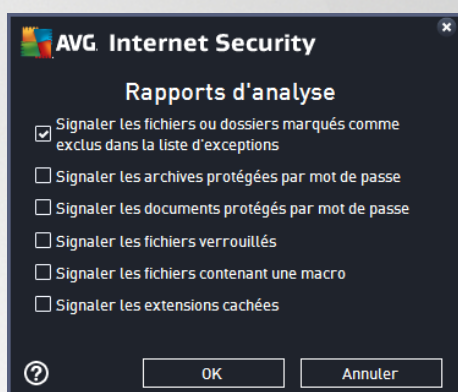 AVG. Internet Security
Rapports d'analyse
Signaler les fichiers ou dossiers marqués comme
exclus dans la liste d'exceptions
Signaler les archives protégées par mot de passe
Signaler les documents protégés par mot de passe
Signaler les fichiers verrouillés
Signaler les fichiers contenant une macro
Signaler les extensions cachées
? OK Annuler